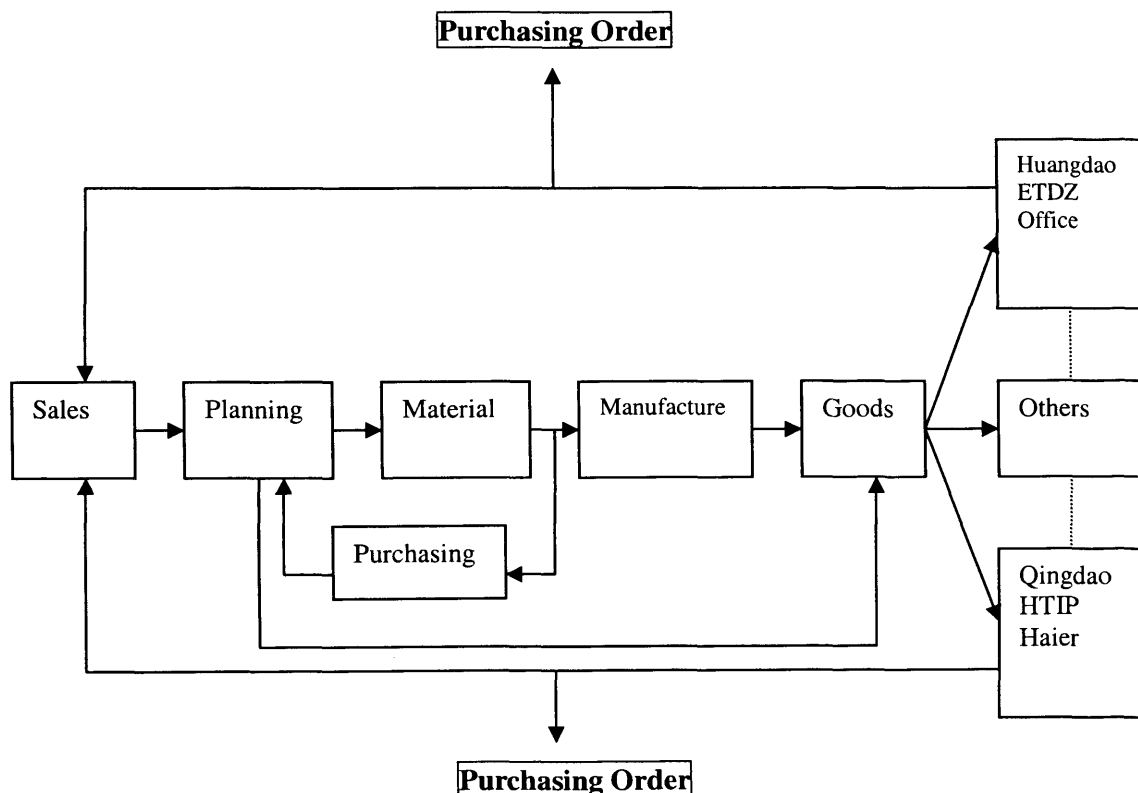 Purchasing Order
Huangdao
ETDZ
Office
Sales
Planning
Material
Manufacture
Goods
Others
Purchasing
Qingdao
HTIP
Haier
Purchasing Order